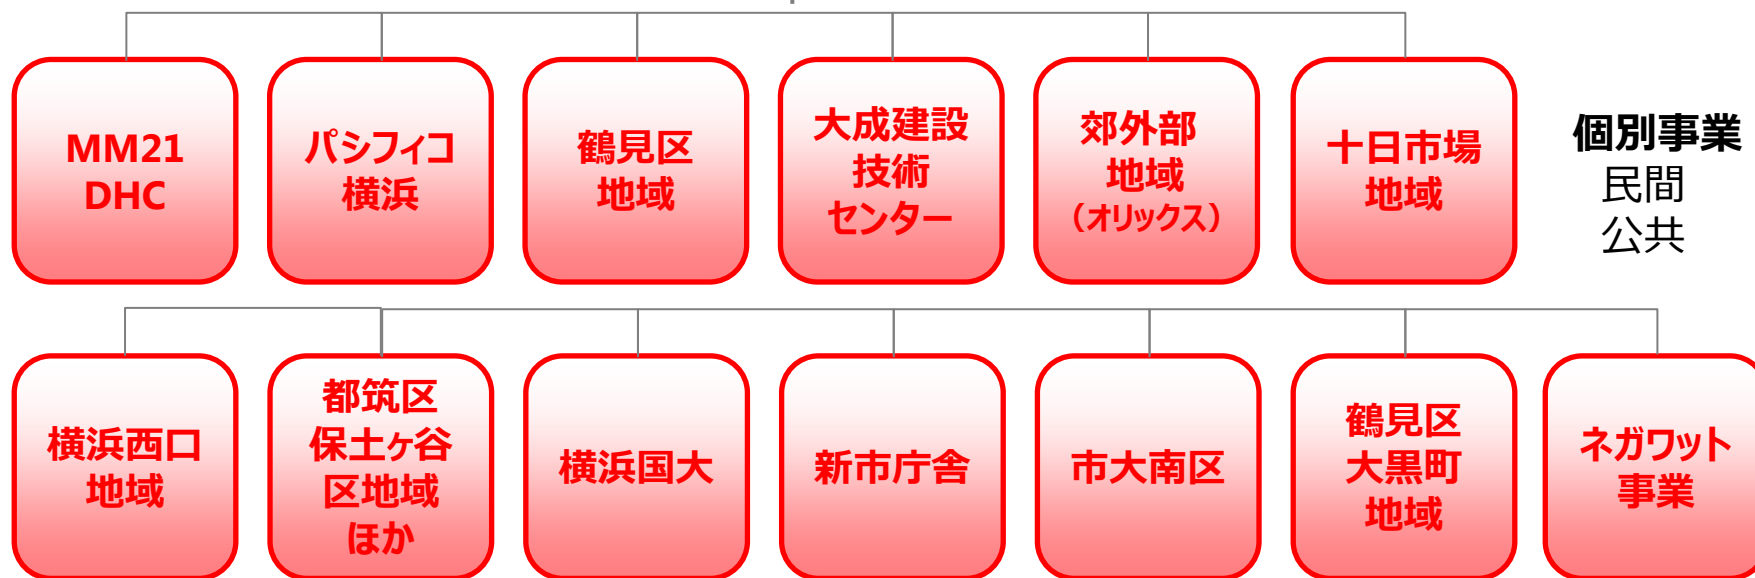 MM21
DHC
パシフィコ
横浜
鶴見区
地域
大成建設
技術
センター
郊外部
地域
（オリックス）
十日市場
地域
個別事業
民間
公共
横浜西口
地域
都筑区
保土ヶ谷
区地域
ほか
横浜国大
新市庁舎
市大南区
鶴見区
大黒町
地域
ネガワット
事業